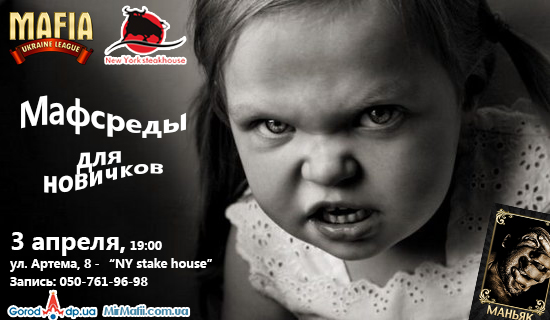 MAFIA
UKRAINE LEAGUE
New York steakhouse
Мафсреды
для
новичков
3 апреля, 19:00
ул. Артема, 8 - “NY stake house”
Запись: 050-761-96-98
Gorod dp.ua MirMafii.com.ua
МАНЬЯК